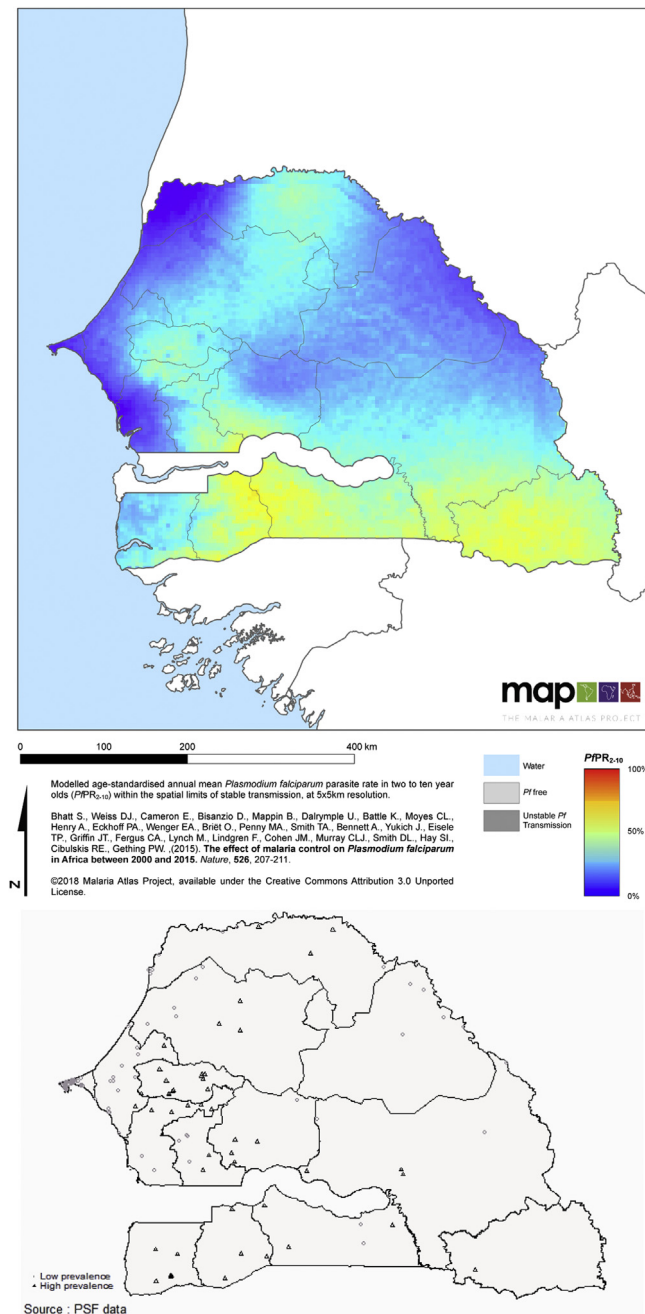 map
THE MALARIA ATLAS PROJECT
0 100 200 400 km
Modelled age-standardised annual mean Plasmodium falciparum parasite rate in two to ten year
olds (PfPR2-10) within the spatial limits of stable transmission, at 5x5km resolution.
Bhatt S., Weiss DJ., Cameron E., Bisanzio D., Mappin B., Dalrymple U., Battle K., Moyes CL.,
Henry A., Eckhoff PA., Wenger EA., Briët O., Penny MA., Smith TA., Bennett A., Yukich J., Eisele
TP., Griffin JT., Fergus CA., Lynch M., Lindgren F., Cohen JM., Murray CLJ., Smith DL., Hay SI.,
Cibulskis RE., Gething PW. ,(2015). The effect of malaria control on Plasmodium falciparum
in Africa between 2000 and 2015. Nature, 526, 207-211.
©2018 Malaria Atlas Project, available under the Creative Commons Attribution 3.0 Unported
License.
N
Water
Pf free
Unstable Pf
Transmission
PfPR2-10
100%
0%
Low prevalence
High prevalence
Source : PSF data